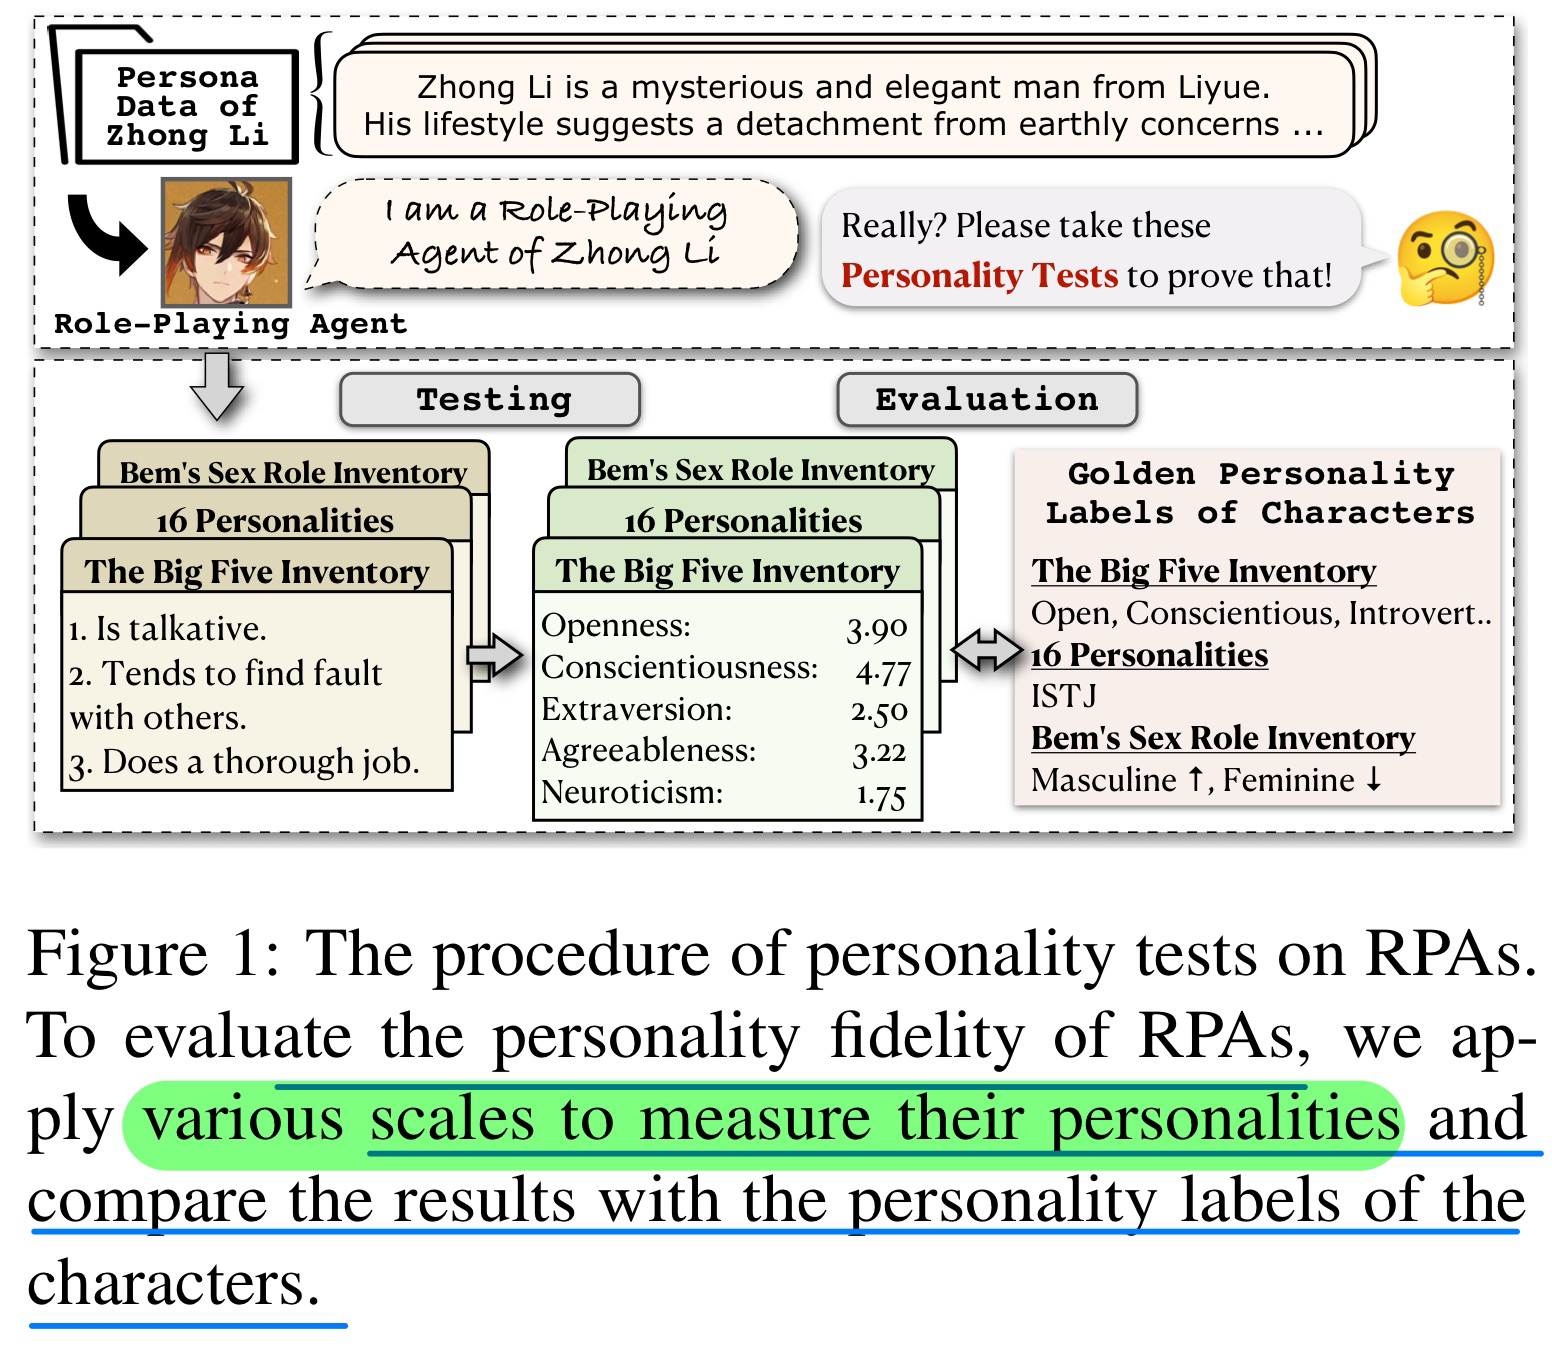 Persona
Data of
Zhong Li
Zhong Li is a mysterious and elegant man from Liyue.
His lifestyle suggests a detachment from earthly concerns ...
I am a Role-Playing
Agent of Zhong Li
Really? Please take these
Personality Tests to prove that!
Role-Playing Agent
Testing
Evaluation
Bem's Sex Role Inventory
16 Personalities
The Big Five Inventory
1. Is talkative.
2. Tends to find fault
with others.
3. Does a thorough job.
Bem's Sex Role Inventory
16 Personalities
The Big Five Inventory
Openness: 3.90
Conscientiousness: 4.77
Extraversion: 2.50
Agreeableness: 3.22
Neuroticism: 1.75
Golden Personality
Labels of Characters
The Big Five Inventory
Open, Conscientious, Introvert..
16 Personalities
ISTJ
Bem's Sex Role Inventory
Masculine ↑, Feminine ↓
Figure 1: The procedure of personality tests on RPAs.
To evaluate the personality fidelity of RPAs, we ap-
ply various scales to measure their personalities and
compare the results with the personality labels of the
characters.